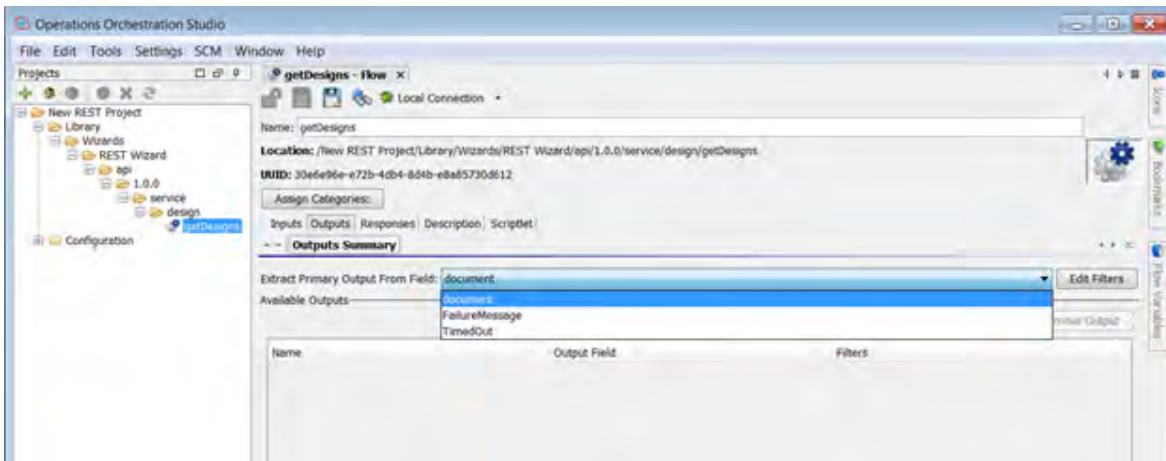 Operations Orchestration Studio
File Edit Tools Settings SCM Window Help
Projects
getDesigns - Flow
Local Connection
New REST Project
Library
Wizards
REST Wizard
api
1.0.0
service
design
getDesigns
Configuration
Name: getDesigns
Location: /New REST Project/Library/Wizards/REST Wizard/api/1.0.0/service/design/getDesigns
UUID: 30e6e96e-e72b-4db4-8d4b-e8a85730d612
Assign Categories:
Inputs Outputs Responses Description Scriptlet
Outputs Summary
Extract Primary Output From Field: document
Edit Filters
Available Outputs
document
FailureMessage
TimedOut
Output
Name Output Field Filters
Icons
Bookmarks
Flow Variables